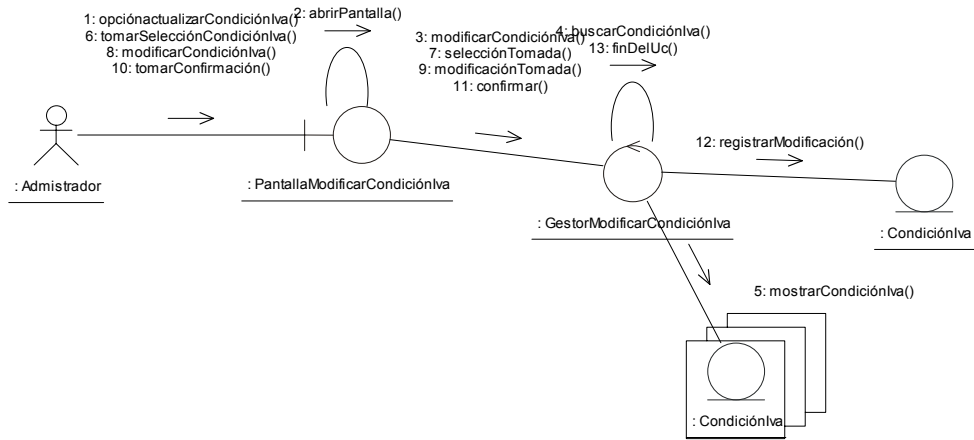 1: opciónactualizarCondiciónIva()
6: tomarSelecciónCondiciónIva()
8: modificarCondiciónIva()
10: tomarConfirmación()
2: abrirPantalla()
3: modificarCondiciónIva()
7: selecciónTomada()
9: modificaciónTomada()
11: confirmar()
4: buscarCondiciónIva()
13: finDelUc()
12: registrarModificación()
: Admistrador
: PantallaModificarCondiciónIva
: GestorModificarCondiciónIva
: CondiciónIva
5: mostrarCondiciónIva()
: CondiciónIva